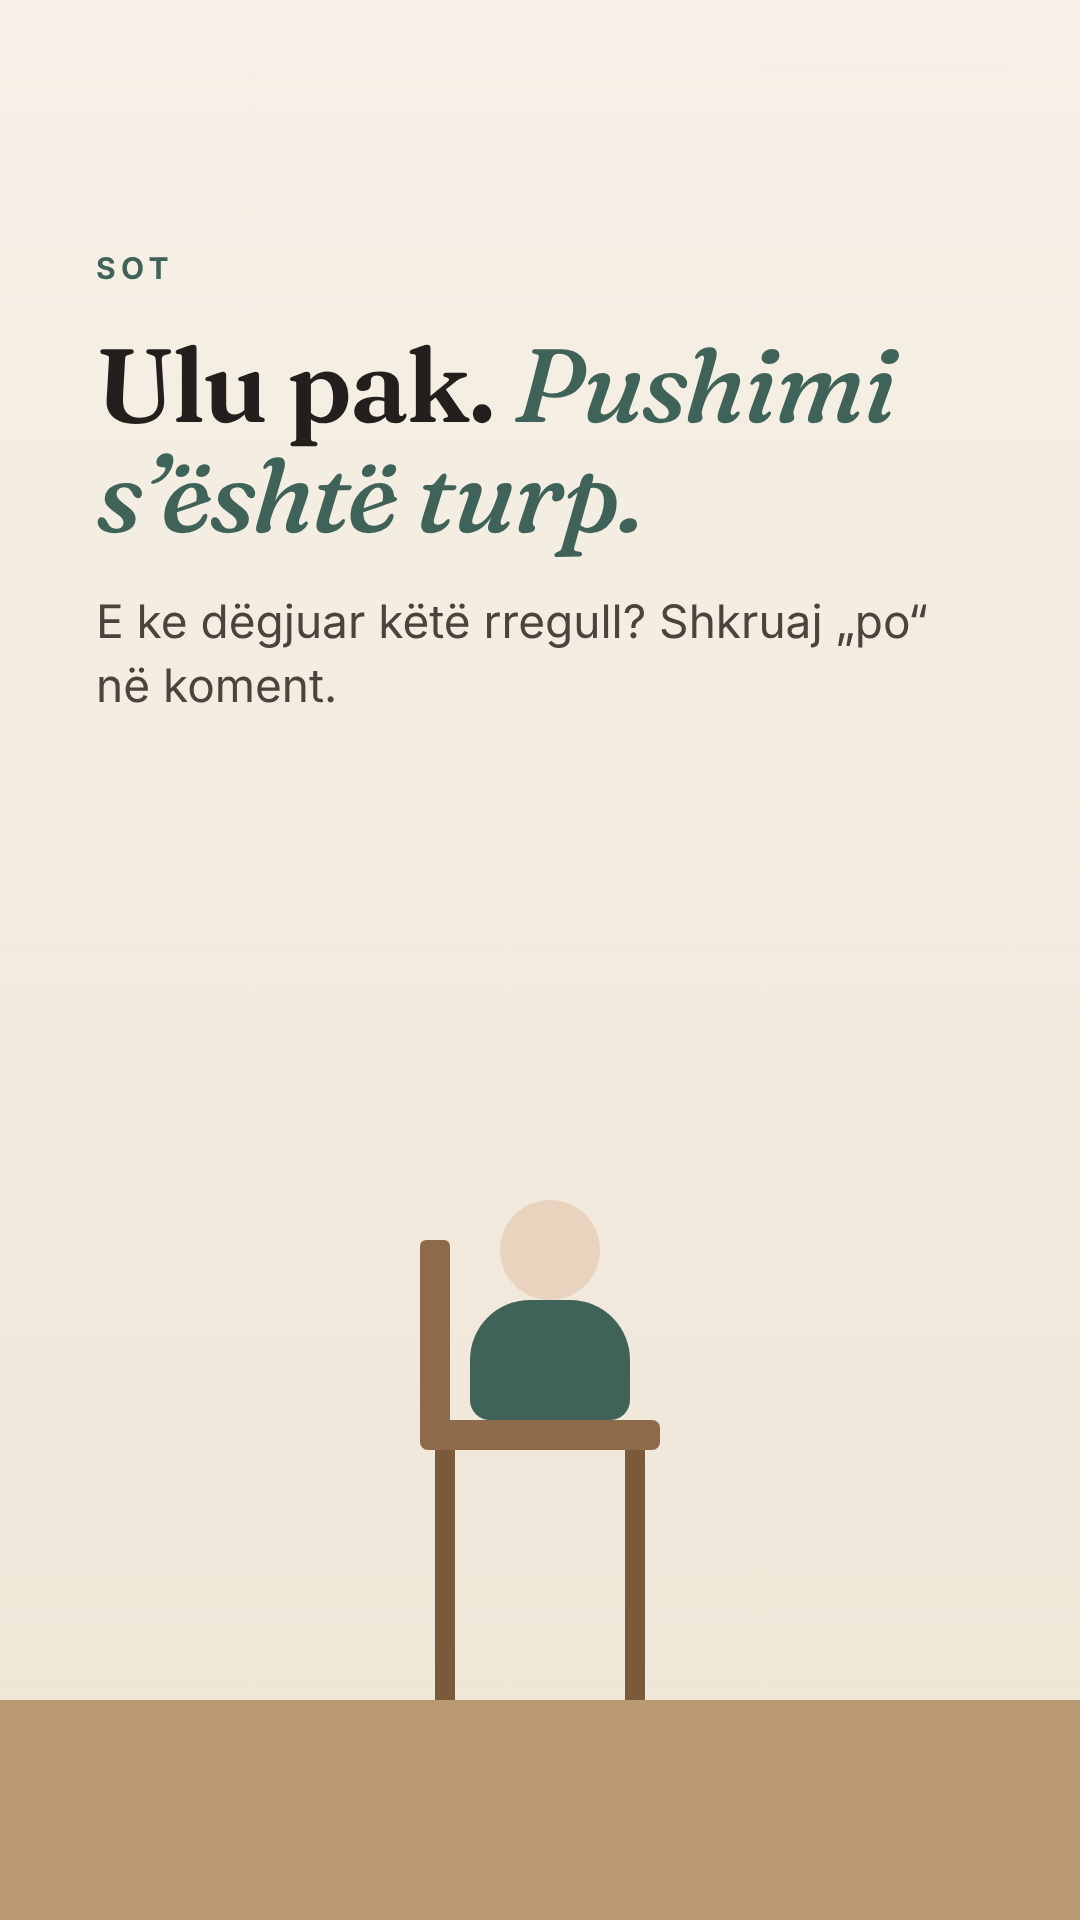 SOT
Ulu pak. Pushimi
s’është turp.
E ke dëgjuar këtë rregull? Shkruaj „po“
në koment.